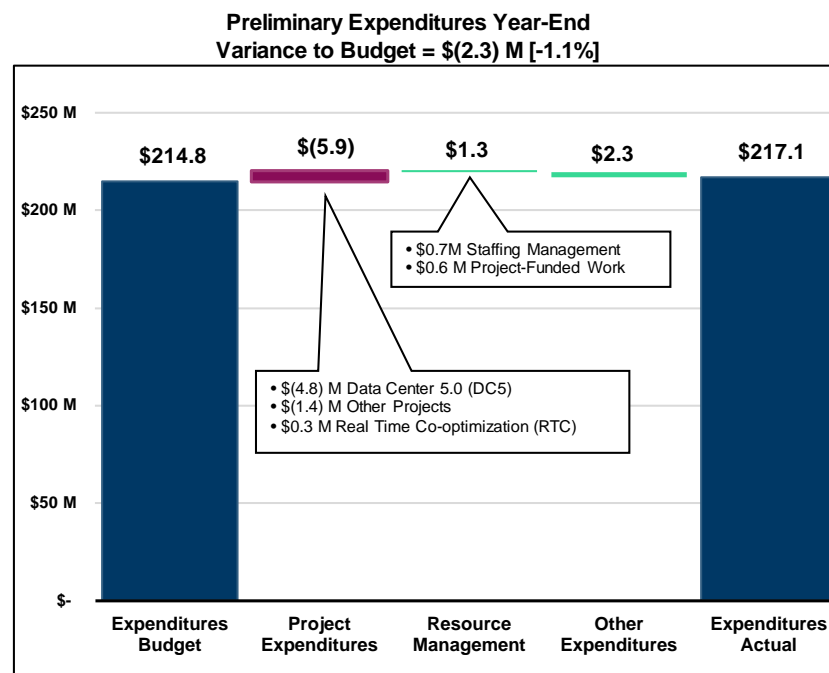 Preliminary Expenditures Year-End
Variance to Budget = $(2.3) M [-1.1%]
$250 M
$214.8
$(5.9)
$1.3
$2.3
$217.1
$200 M
• $0.7M Staffing Management
• $0.6 M Project-Funded Work
$150 M
• $(4.8) M Data Center 5.0 (DC5)
• $(1.4) M Other Projects
• $0.3 M Real Time Co-optimization (RTC)
$100 M
$50 M
$-
Expenditures
Budget
Project
Expenditures
Resource
Management
Other
Expenditures
Expenditures
Actual